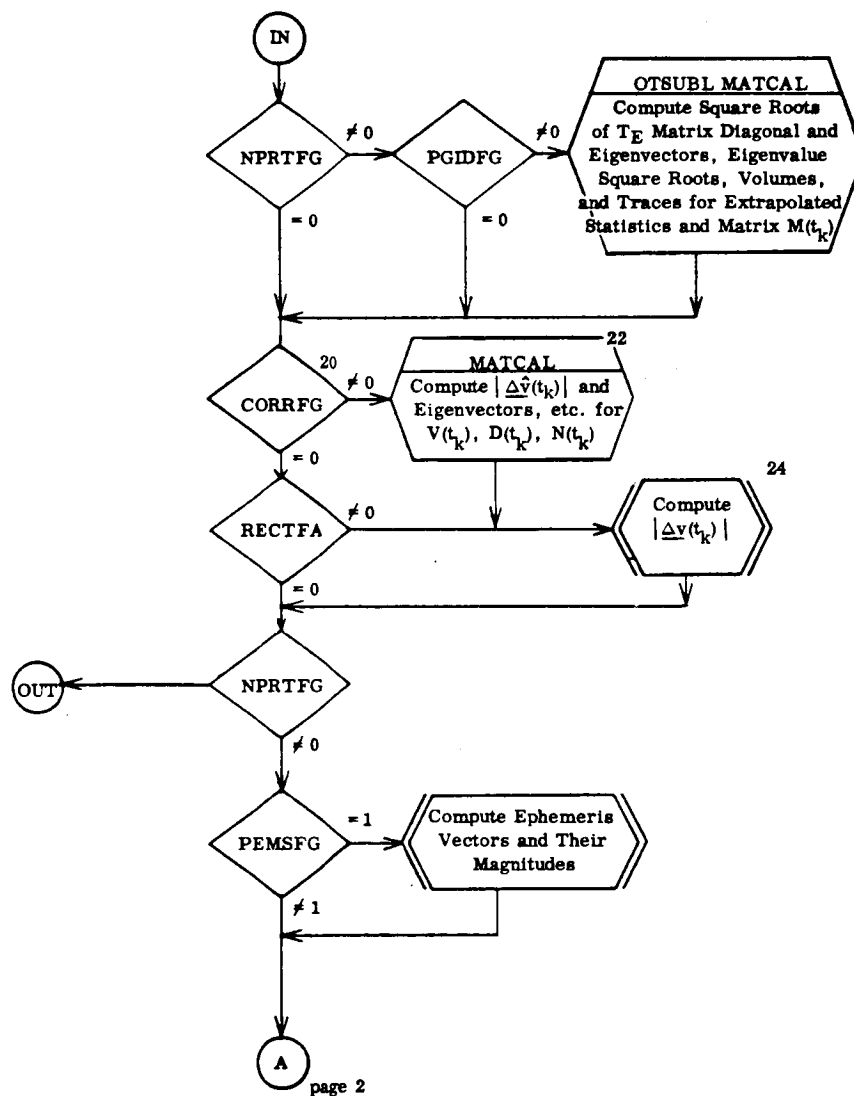 IN
OTSUBL MATCAL
Compute Square Roots
of T_E Matrix Diagonal and
Eigenvectors, Eigenvalue
Square Roots, Volumes,
and Traces for Extrapolated
Statistics and Matrix M(t_k)
NPRTFG
≠ 0
PGIDFG
≠ 0
= 0
= 0
20
CORRFG
≠ 0
22
MATCAL
Compute |Δv̂(t_k)| and
Eigenvectors, etc. for
V(t_k), D(t_k), N(t_k)
= 0
24
RECTFA
≠ 0
Compute
|Δv(t_k)|
= 0
OUT
NPRTFG
≠ 0
PEMSFG
= 1
Compute Ephemeris
Vectors and Their
Magnitudes
≠ 1
A
page 2